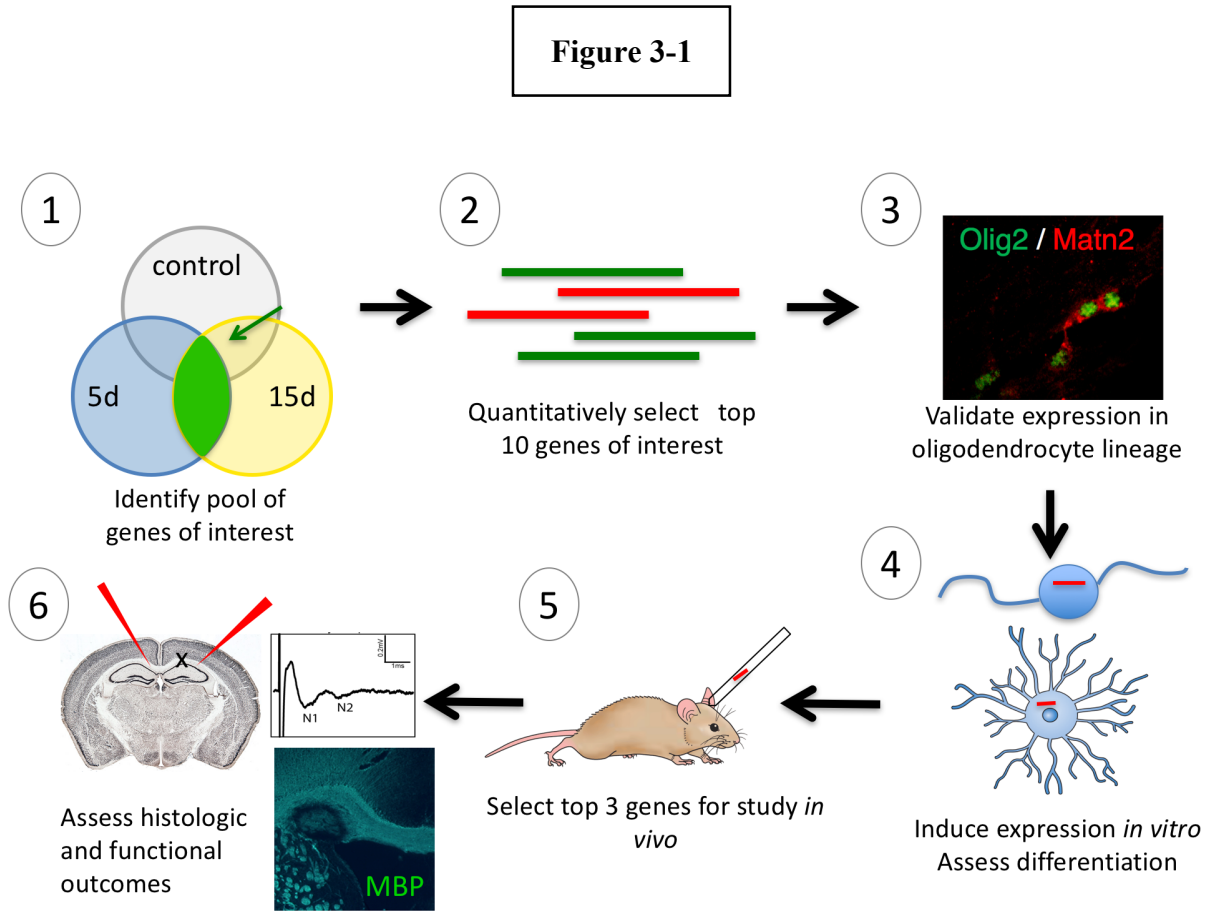 Figure 3-1
1
control
5d
15d
Identify pool of
genes of interest
2
Quantitatively select top
10 genes of interest
3
Olig2 / Matn2
Validate expression in
oligodendrocyte lineage
4
Induce expression in vitro
Assess differentiation
5
Select top 3 genes for study in
vivo
6
x
0.2mV
1ms
N1
N2
MBP
Assess histologic
and functional
outcomes